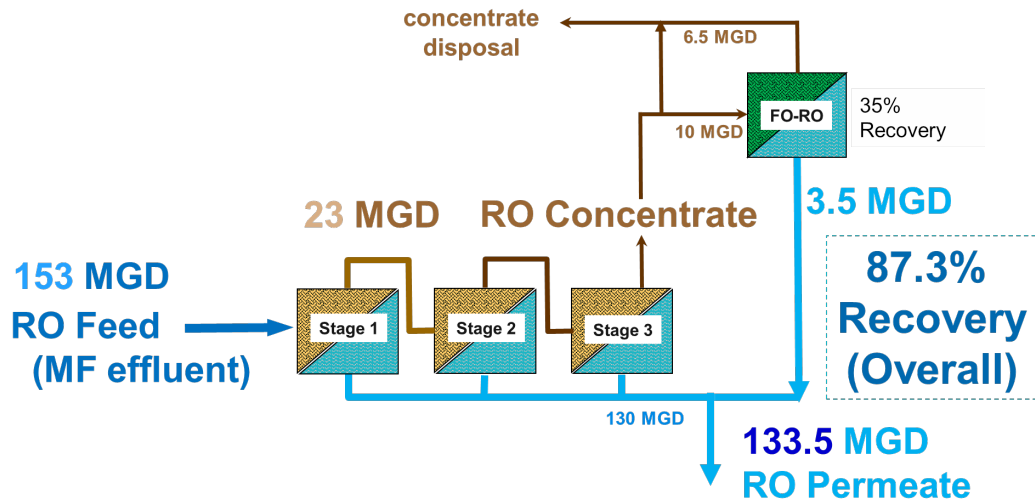 concentrate
disposal
6.5 MGD
FO-RO
35%
Recovery
10 MGD
23 MGD
RO Concentrate
3.5 MGD
153 MGD
RO Feed
(MF effluent)
Stage 1
Stage 2
Stage 3
87.3%
Recovery
(Overall)
130 MGD
133.5 MGD
RO Permeate